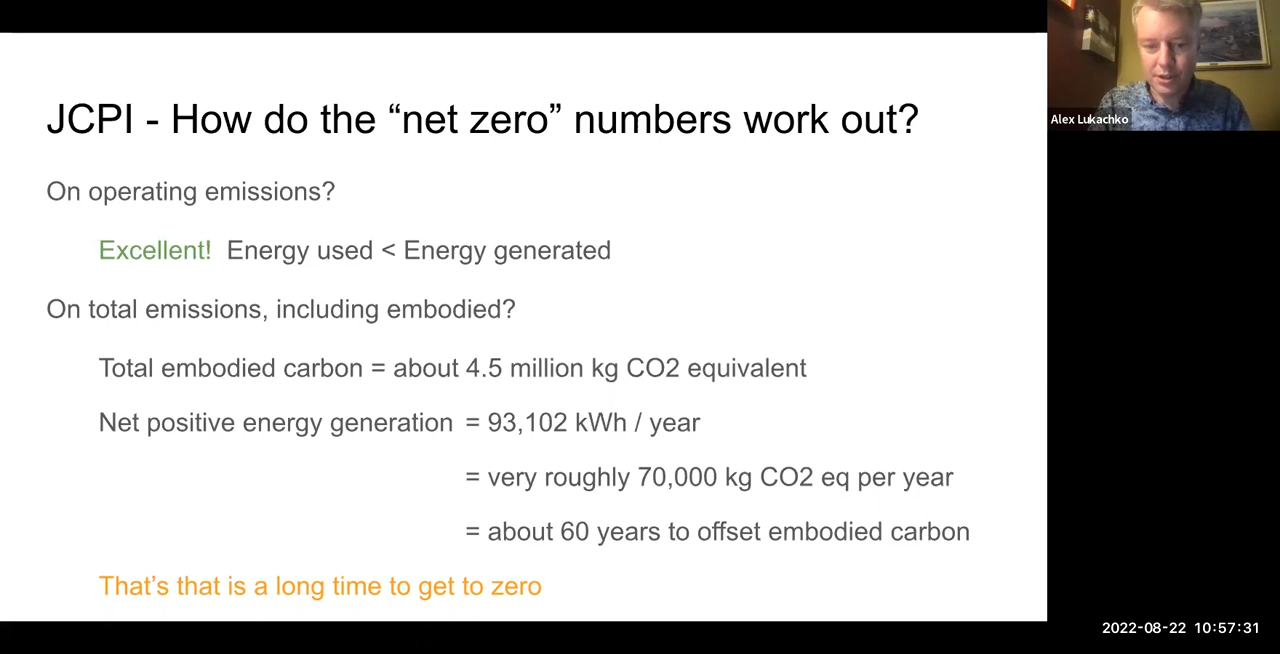 JCPI - How do the “net zero” numbers work out?
On operating emissions?
Excellent! Energy used < Energy generated
On total emissions, including embodied?
Total embodied carbon = about 4.5 million kg CO2 equivalent
Net positive energy generation = 93,102 kWh / year
= very roughly 70,000 kg CO2 eq per year
= about 60 years to offset embodied carbon
That’s that is a long time to get to zero
Alex Lukachko
2022-08-22 10:57:31